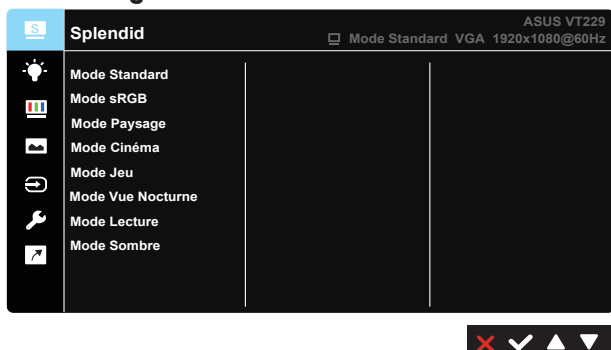 S
Splendid
ASUS VT229
Mode Standard VGA 1920x1080@60Hz
Mode Standard
Mode sRGB
Mode Paysage
Mode Cinéma
Mode Jeu
Mode Vue Nocturne
Mode Lecture
Mode Sombre